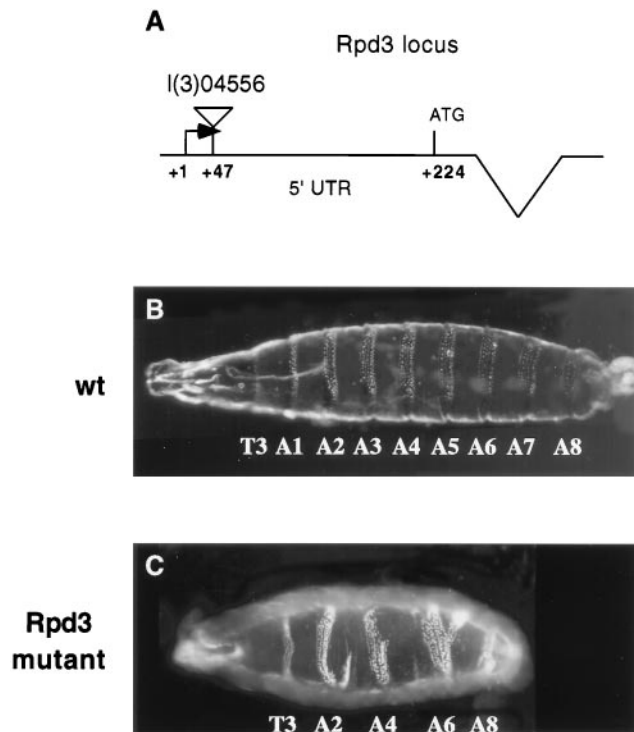 A
Rpd3 locus
l(3)04556
ATG
+1 +47 +224
5' UTR
B
wt
T3 A1 A2 A3 A4 A5 A6 A7 A8
C
Rpd3
mutant
T3 A2 A4 A6 A8